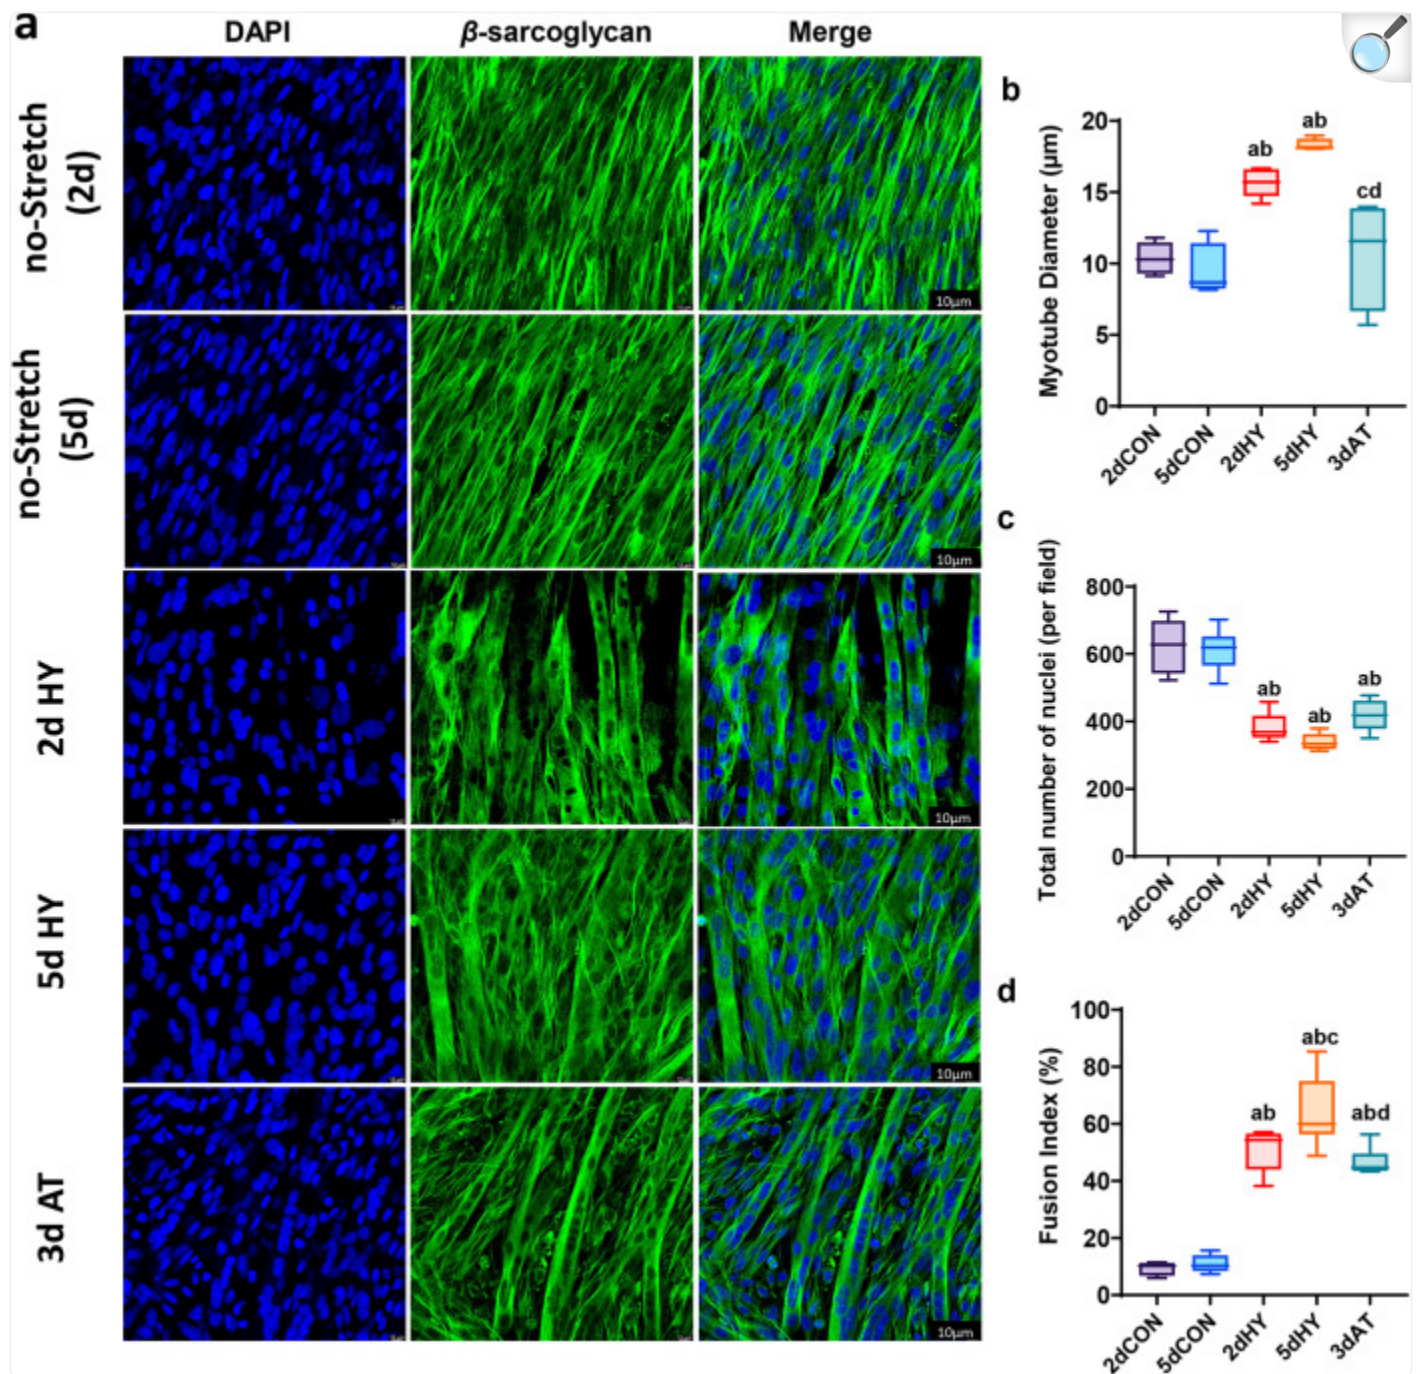 a
DAPI
β-sarcoglycan
Merge
no-Stretch
(2d)
10μm
no-Stretch
(5d)
10μm
2d HY
10μm
5d HY
10μm
3d AT
10μm
b
Myotube Diameter (μm)
20
15
10
5
0
ab
ab
cd
2dCON
5dCON
2dHY
5dHY
3dAT
c
Total number of nuclei (per field)
800
600
400
200
0
ab
ab
ab
2dCON
5dCON
2dHY
5dHY
3dAT
d
Fusion Index (%)
100
80
60
40
20
0
ab
abc
abd
2dCON
5dCON
2dHY
5dHY
3dAT